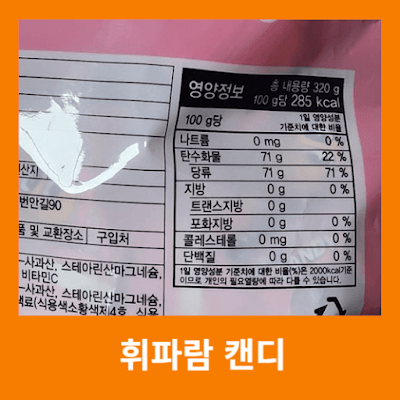 영양정보 총 내용량 320 g
100 g당 285 kcal
100 g당 1일 영양성분
기준치에 대한 비율
나트륨 0 mg 0 %
탄수화물 71 g 22 %
당류 71 g 71 %
지방 0 g 0 %
트랜스지방 0 g
포화지방 0 g 0 %
콜레스테롤 0 mg 0 %
단백질 0 g 0 %
1일 영양성분 기준치에 대한 비율(%)은 2000kcal기준
이므로 개인의 필요열량에 따라 다를 수 있습니다.
산지
번안길90
품 및 교환장소 구입처
사과산, 스테아린산마그네슘,
비타민C
사과산, 스테아린산마그네슘,
색료(식용색소황색제4호, 식용
휘파람 캔디